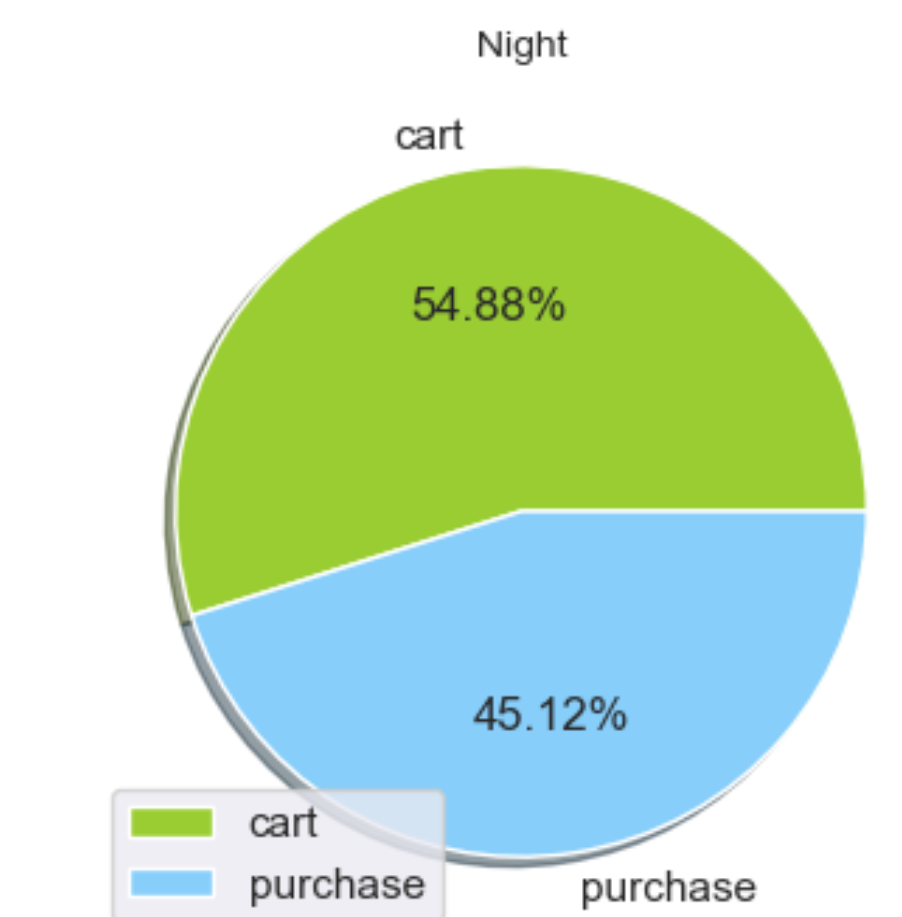 Night
cart
54.88%
45.12%
cart
purchase
purchase